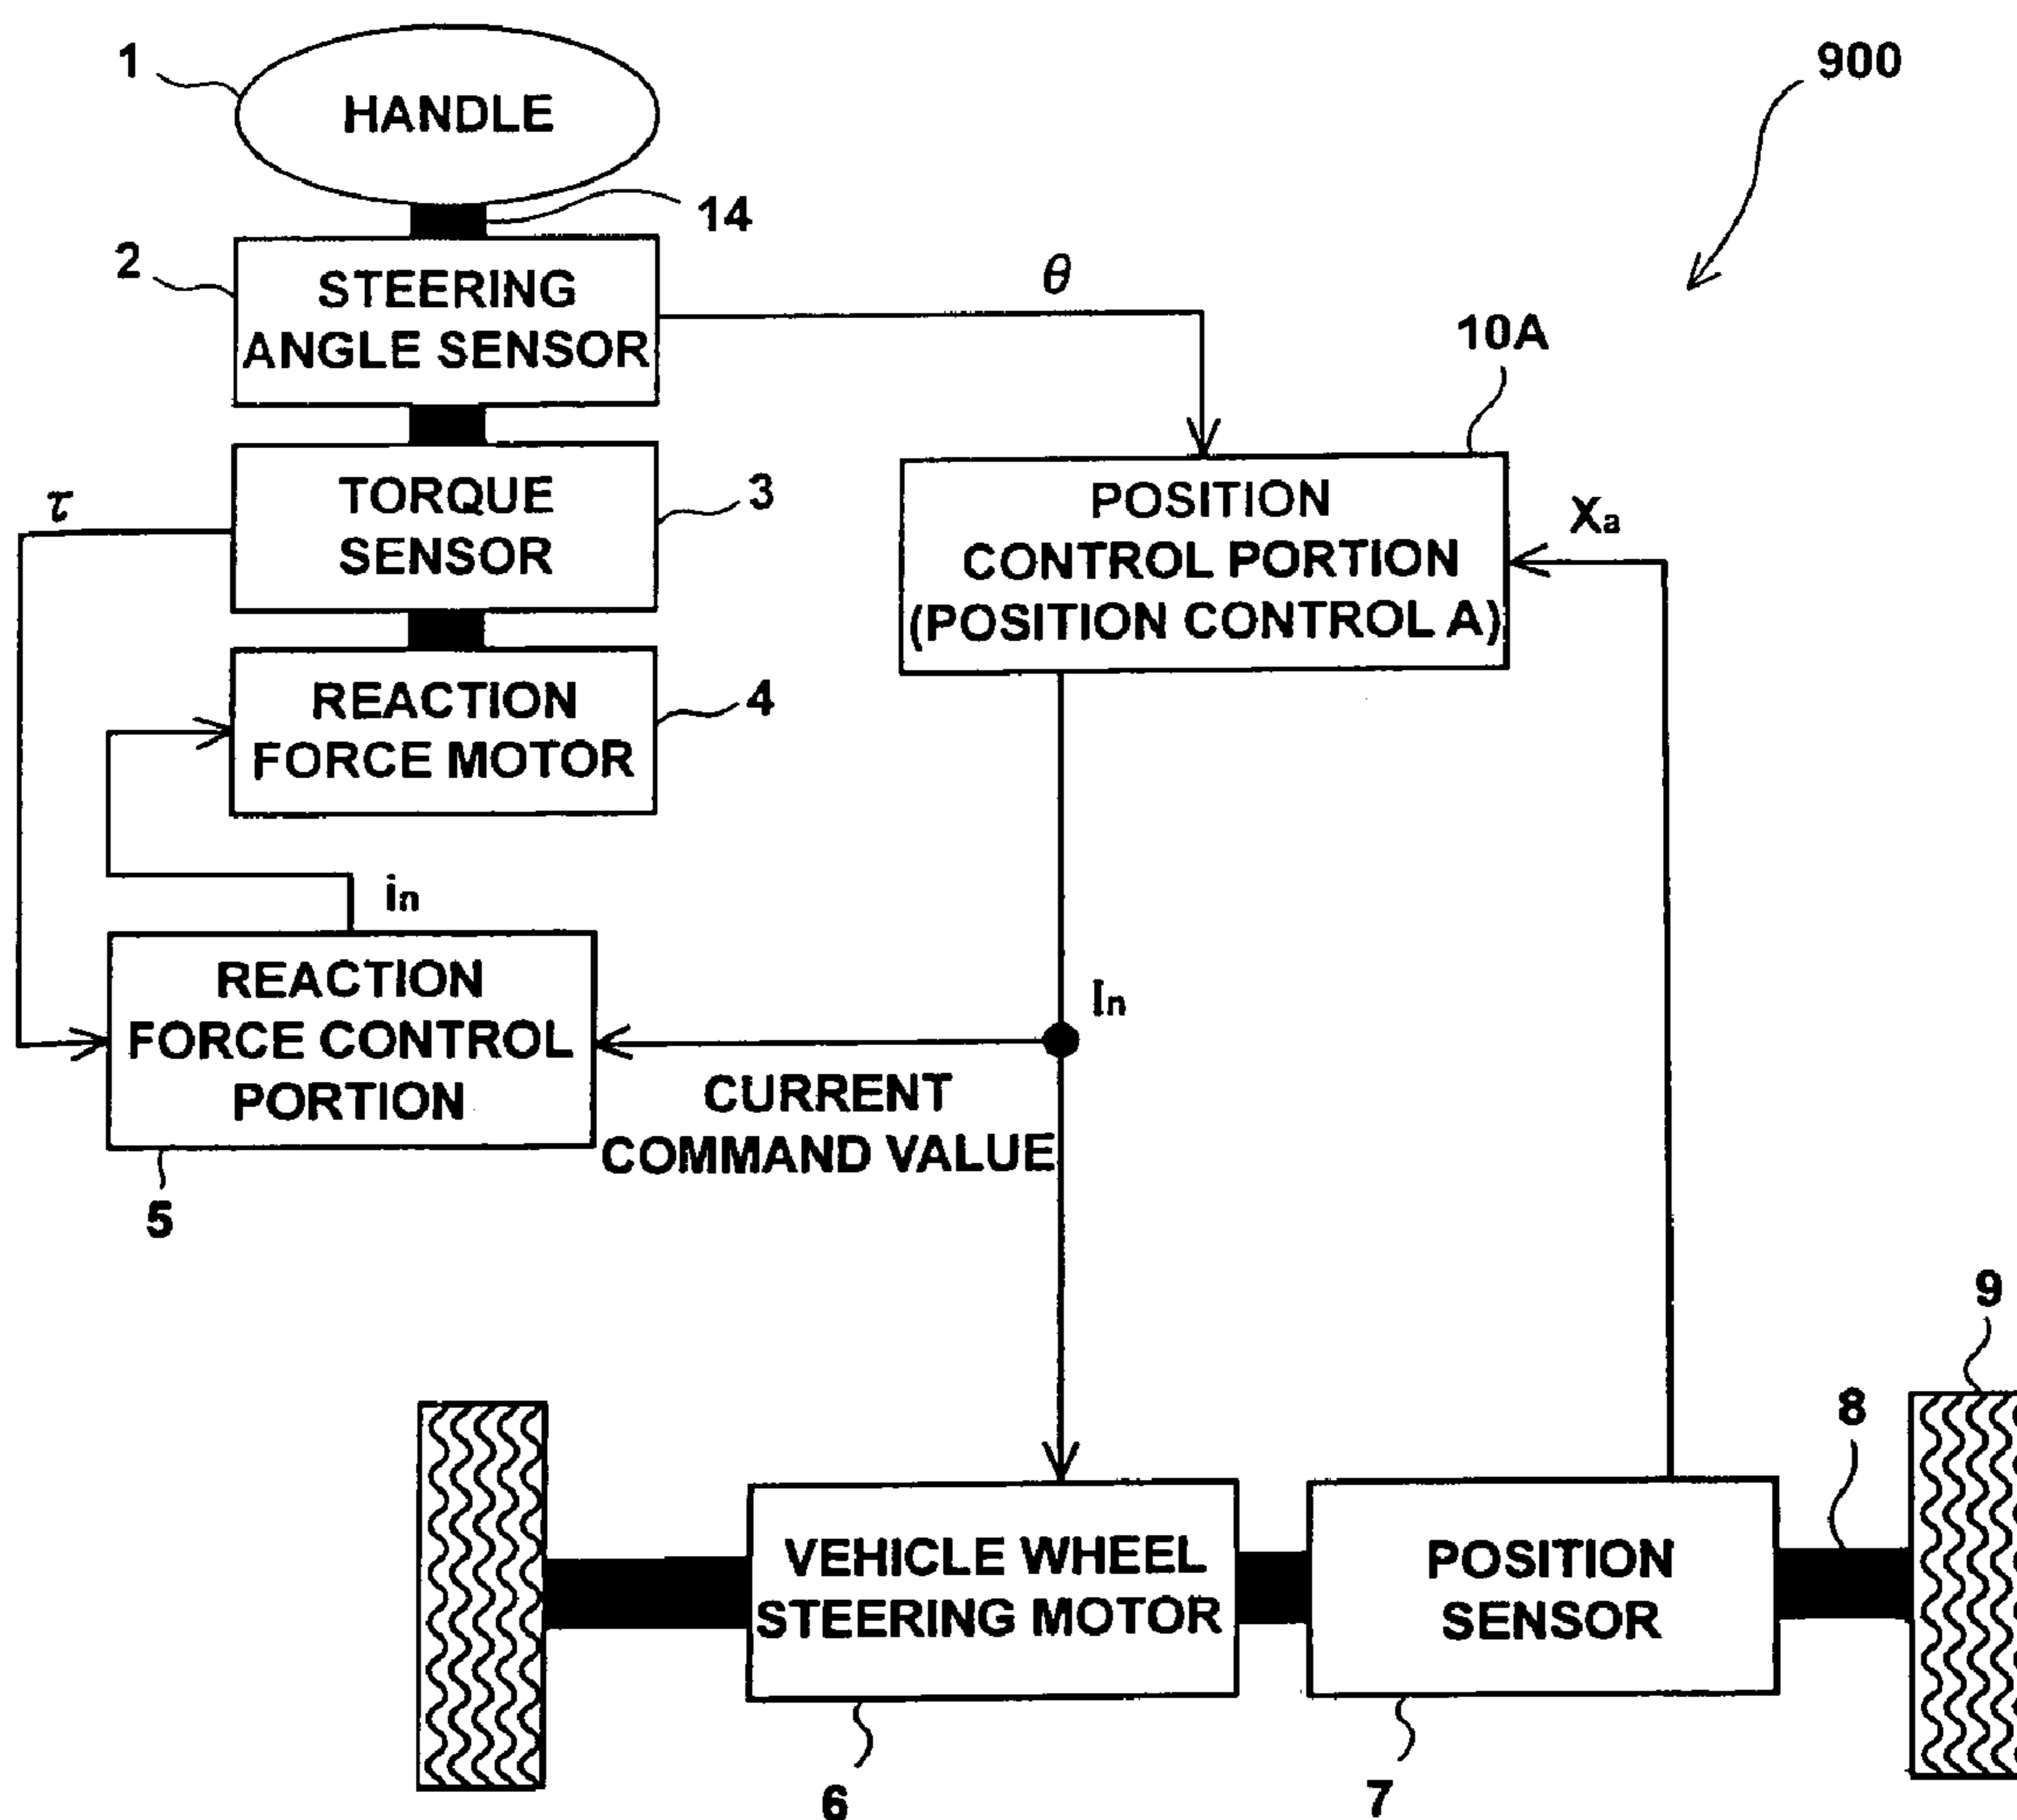 1
HANDLE
900
14
2
STEERING
ANGLE SENSOR
θ
10A
τ
TORQUE
SENSOR
3
POSITION
CONTROL PORTION
(POSITION CONTROL A)
Xa
REACTION
FORCE MOTOR
4
in
REACTION
FORCE CONTROL
PORTION
In
CURRENT
COMMAND VALUE
5
9
8
VEHICLE WHEEL
STEERING MOTOR
POSITION
SENSOR
6
7